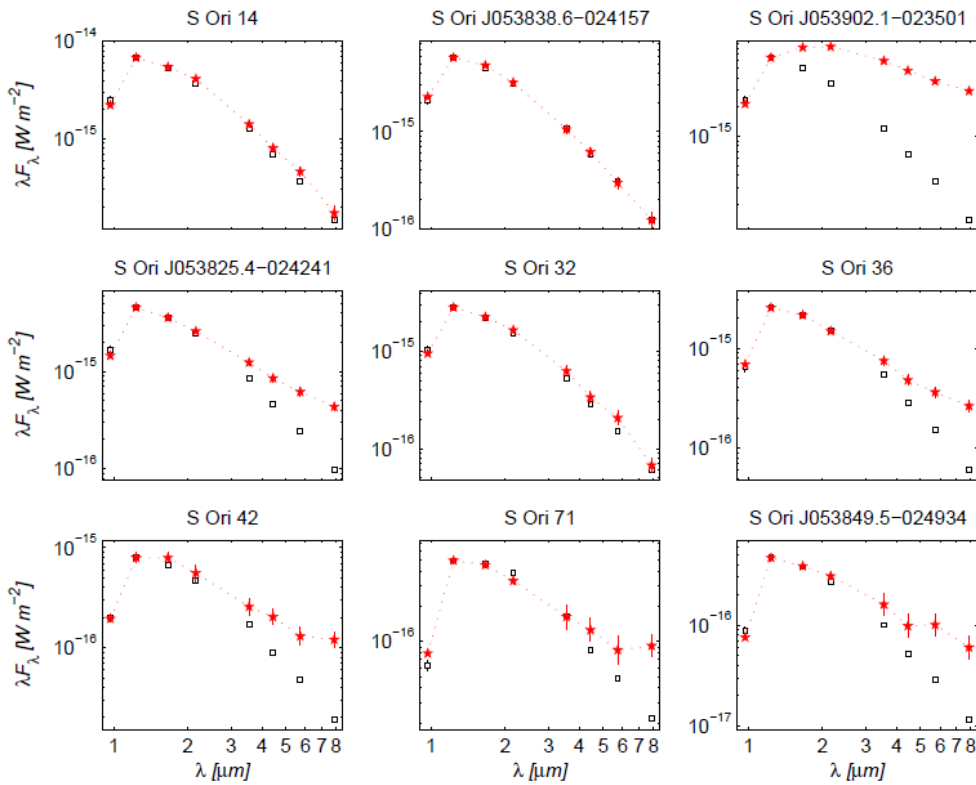 S Ori 14
S Ori J053838.6−024157
S Ori J053902.1−023501
10⁻¹⁴
10⁻¹⁵
λFλ [W m⁻²]
10⁻¹⁵
10⁻¹⁶
10⁻¹⁵
S Ori J053825.4−024241
S Ori 32
S Ori 36
10⁻¹⁵
10⁻¹⁶
λFλ [W m⁻²]
10⁻¹⁵
10⁻¹⁶
10⁻¹⁵
10⁻¹⁶
S Ori 42
S Ori 71
S Ori J053849.5−024934
10⁻¹⁵
10⁻¹⁶
λFλ [W m⁻²]
10⁻¹⁶
10⁻¹⁶
10⁻¹⁷
1 2 3 4 5 6 7 8
1 2 3 4 5 6 7 8
1 2 3 4 5 6 7 8
λ [μm]
λ [μm]
λ [μm]